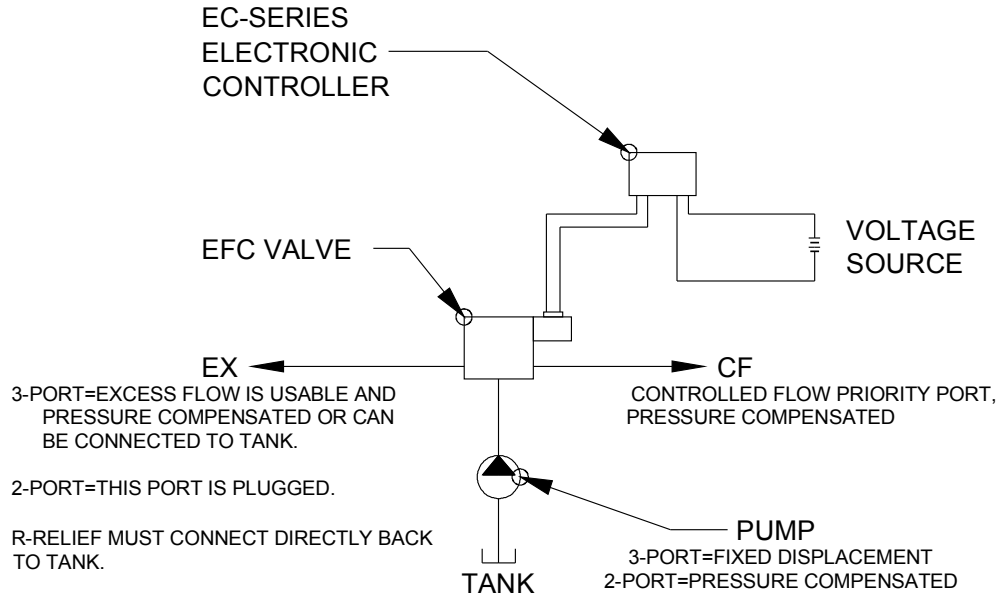 EC-SERIES
ELECTRONIC
CONTROLLER
EFC VALVE
VOLTAGE
SOURCE
EX
3-PORT=EXCESS FLOW IS USABLE AND
PRESSURE COMPENSATED OR CAN
BE CONNECTED TO TANK.
2-PORT=THIS PORT IS PLUGGED.
R-RELIEF MUST CONNECT DIRECTLY BACK
TO TANK.
CF
CONTROLLED FLOW PRIORITY PORT,
PRESSURE COMPENSATED
PUMP
3-PORT=FIXED DISPLACEMENT
2-PORT=PRESSURE COMPENSATED
TANK